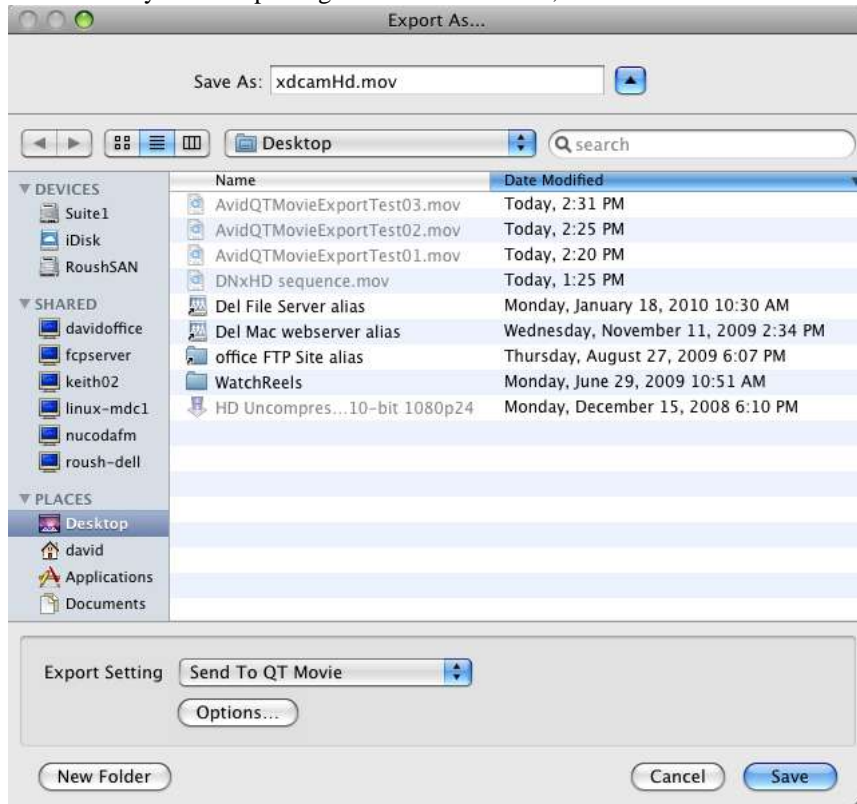 Export As...
Save As: xdcamHd.mov
Desktop
search
DEVICES
Suite1
iDisk
RoushSAN
SHARED
davidoffice
fcpserver
keith02
linux-mdc1
nucodafm
roush-dell
PLACES
Desktop
david
Applications
Documents
Name Date Modified
AvidQTMovieExportTest03.mov Today, 2:31 PM
AvidQTMovieExportTest02.mov Today, 2:25 PM
AvidQTMovieExportTest01.mov Today, 2:20 PM
DNxHD sequence.mov Today, 1:25 PM
Del File Server alias Monday, January 18, 2010 10:30 AM
Del Mac webserver alias Wednesday, November 11, 2009 2:34 PM
office FTP Site alias Thursday, August 27, 2009 6:07 PM
WatchReels Monday, June 29, 2009 10:51 AM
HD Uncompres...10-bit 1080p24 Monday, December 15, 2008 6:10 PM
Export Setting Send To QT Movie
Options...
New Folder Cancel Save